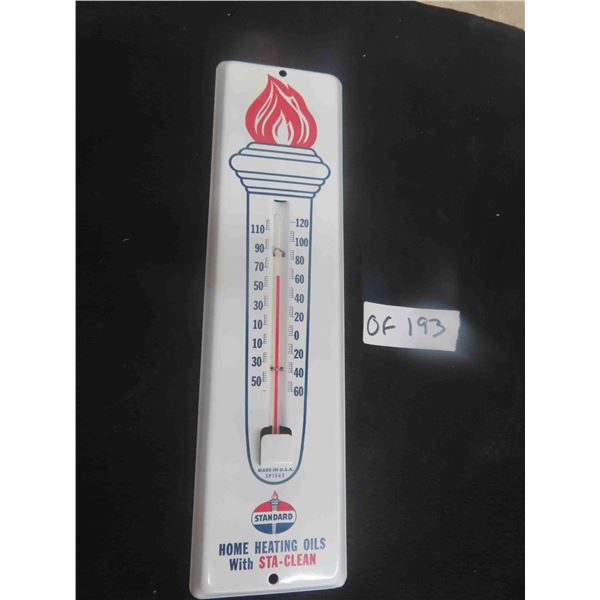 110 120
90 100
70 80
50 60
30 40
10 20
10 0
30 20
50 40
60
MADE IN U.S.A.
STANDARD
HOME HEATING OILS
With STA-CLEAN
OF 193